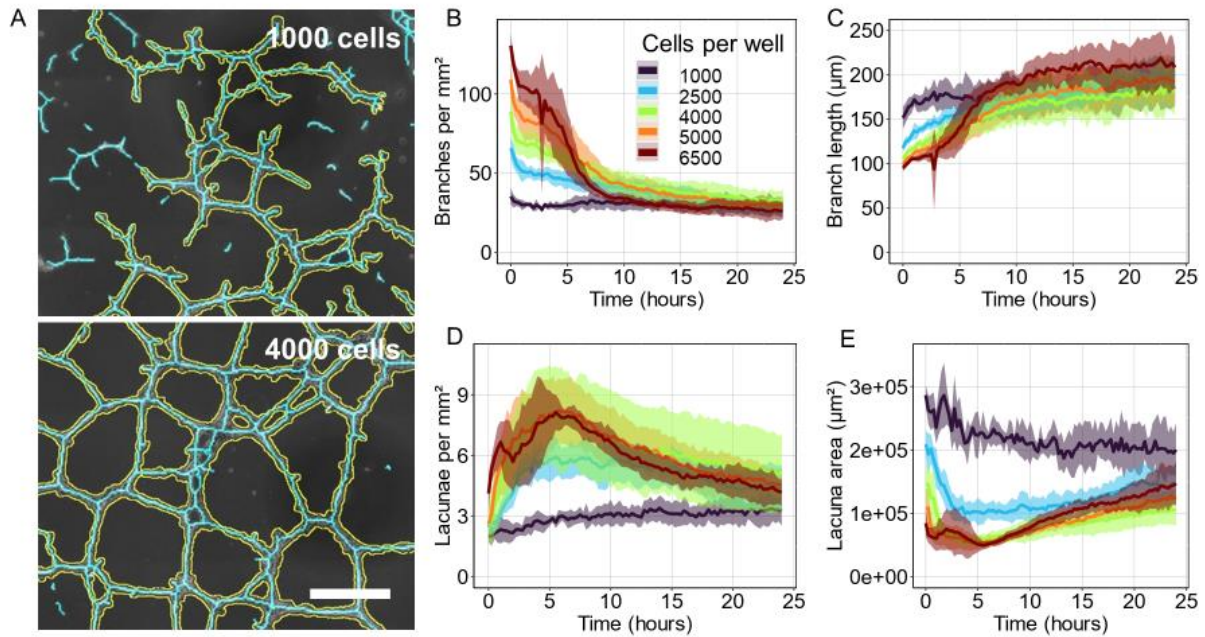 A
1000 cells
4000 cells
B
Branches per mm²
100
50
0
0 5 10 15 20 25
Time (hours)
Cells per well
1000
2500
4000
5000
6500
C
Branch length (µm)
250
200
150
100
50
0
0 5 10 15 20 25
Time (hours)
D
Lacunae per mm²
9
6
3
0
0 5 10 15 20 25
Time (hours)
E
Lacuna area (µm²)
3e+05
2e+05
1e+05
0e+00
0 5 10 15 20 25
Time (hours)